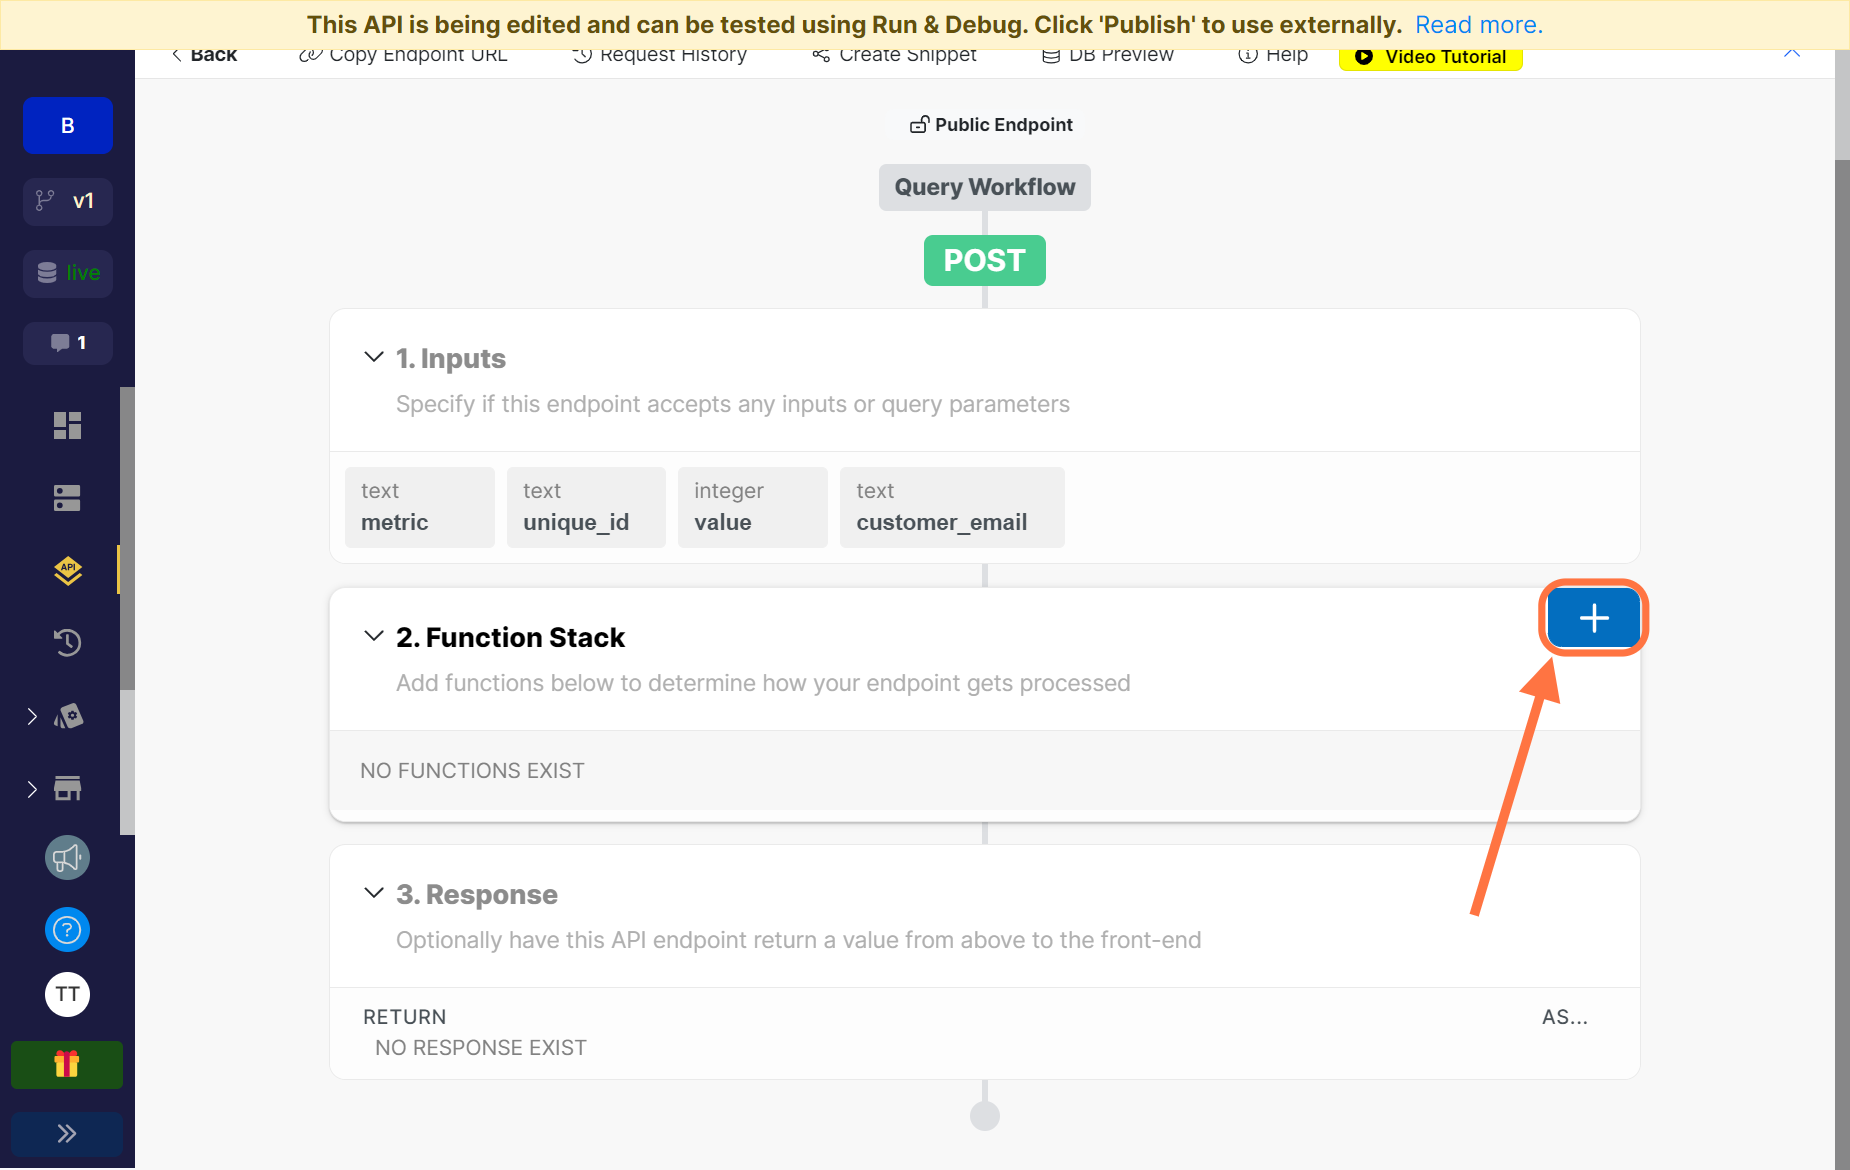 This API is being edited and can be tested using Run & Debug. Click 'Publish' to use externally. Read more.
Back Copy Endpoint URL Request History Create Snippet DB Preview Help Video Tutorial
B
v1
live
1
API
?
TT
Public Endpoint
Query Workflow
POST
1. Inputs
Specify if this endpoint accepts any inputs or query parameters
text
metric
text
unique_id
integer
value
text
customer_email
2. Function Stack
Add functions below to determine how your endpoint gets processed
NO FUNCTIONS EXIST
3. Response
Optionally have this API endpoint return a value from above to the front-end
RETURN AS...
NO RESPONSE EXIST